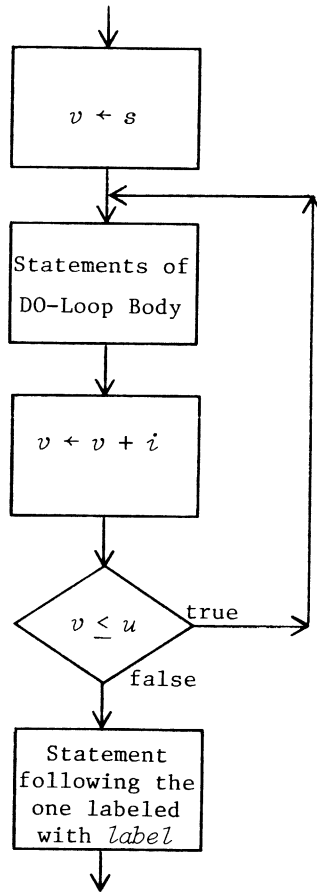 v ← s
Statements of
DO-Loop Body
v ← v + i
v ≤ u
true
false
Statement
following the
one labeled
with label